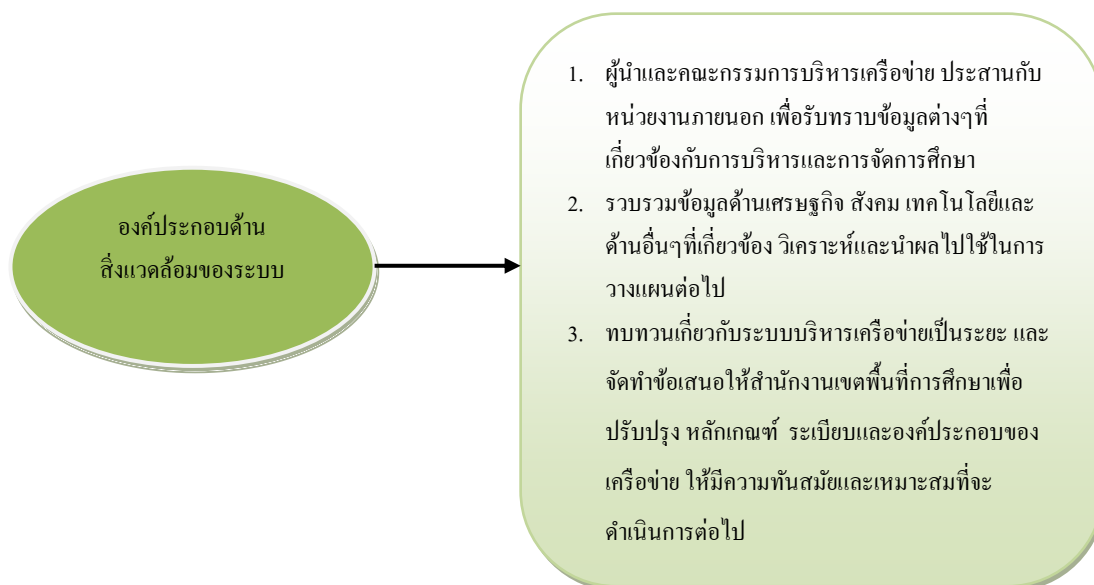 องค์ประกอบด้าน
สิ่งแวดล้อมของระบบ
1. ผู้นำและคณะกรรมการบริหารเครือข่าย ประสานกับ
หน่วยงานภายนอก เพื่อรับทราบข้อมูลต่างๆที่
เกี่ยวข้องกับการบริหารและการจัดการศึกษา
2. รวบรวมข้อมูลด้านเศรษฐกิจ สังคม เทคโนโลยีและ
ด้านอื่นๆที่เกี่ยวข้อง วิเคราะห์และนำผลไปใช้ในการ
วางแผนต่อไป
3. ทบทวนเกี่ยวกับระบบบริหารเครือข่ายเป็นระยะ และ
จัดทำข้อเสนอให้สำนักงานเขตพื้นที่การศึกษาเพื่อ
ปรับปรุง หลักเกณฑ์ ระเบียบและองค์ประกอบของ
เครือข่าย ให้มีความทันสมัยและเหมาะสมที่จะ
ดำเนินการต่อไป